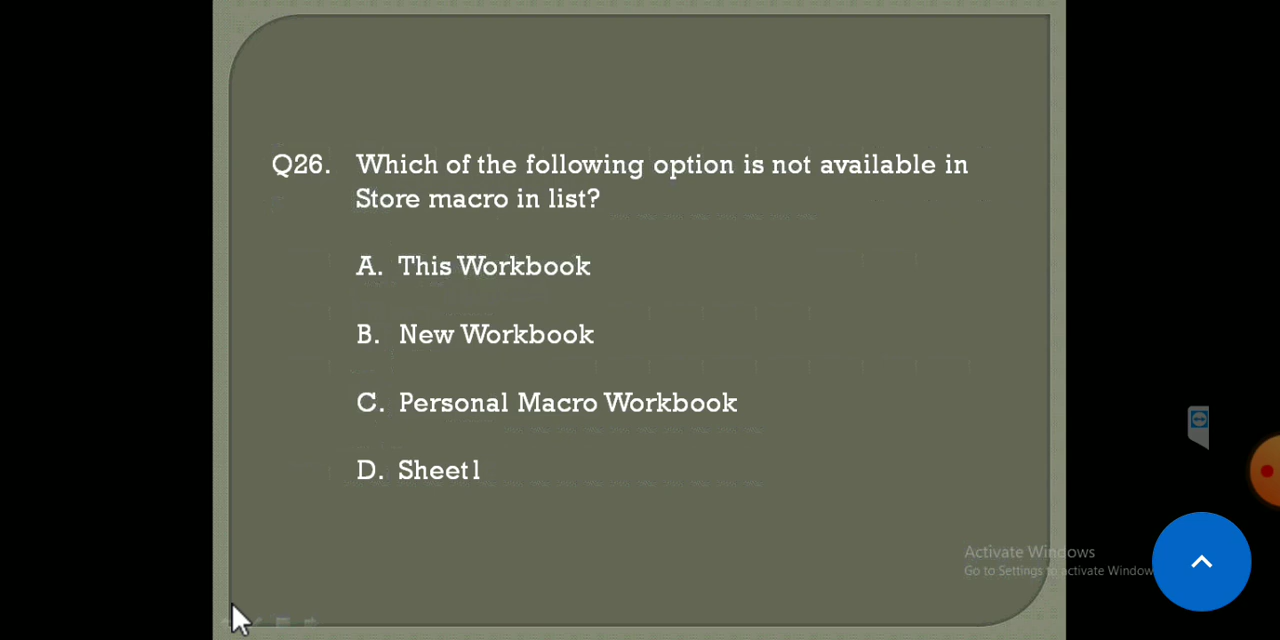 Q26. Which of the following option is not available in
Store macro in list?
A. This Workbook
B. New Workbook
C. Personal Macro Workbook
D. Sheet1
Activate Windows
Go to Settings to activate Window